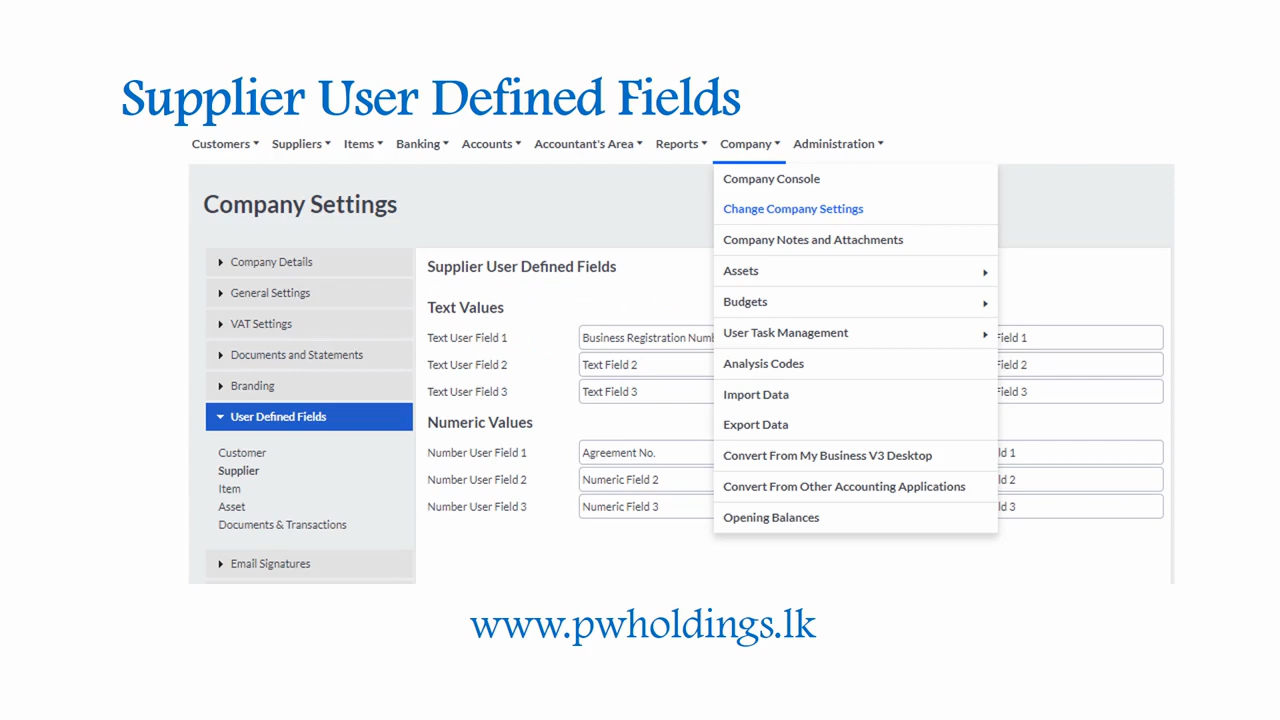 Supplier User Defined Fields
Customers Suppliers Items Banking Accounts Accountant's Area Reports Company Administration
Company Settings
Company Details
General Settings
VAT Settings
Documents and Statements
Branding
User Defined Fields
Customer
Supplier
Item
Asset
Documents & Transactions
Email Signatures
Supplier User Defined Fields
Text Values
Text User Field 1 Business Registration Numb
Text User Field 2 Text Field 2
Text User Field 3 Text Field 3
Numeric Values
Number User Field 1 Agreement No.
Number User Field 2 Numeric Field 2
Number User Field 3 Numeric Field 3
Company Console
Change Company Settings
Company Notes and Attachments
Assets
Budgets
User Task Management
Analysis Codes
Import Data
Export Data
Convert From My Business V3 Desktop
Convert From Other Accounting Applications
Opening Balances
Field 1
Field 2
Field 3
ld 1
ld 2
ld 3
www.pwholdings.lk